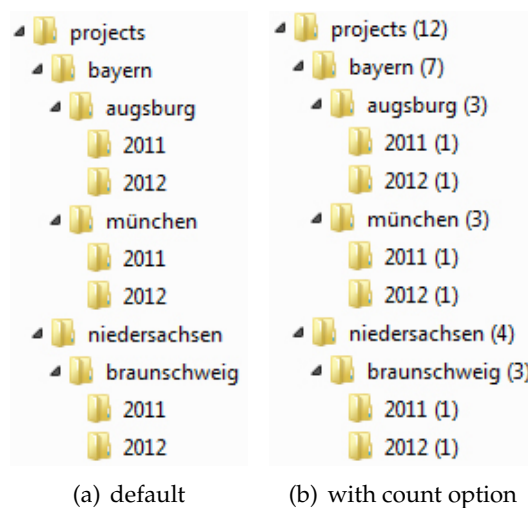 projects
bayern
augsburg
2011
2012
münchen
2011
2012
niedersachsen
braunschweig
2011
2012
(a) default
projects (12)
bayern (7)
augsburg (3)
2011 (1)
2012 (1)
münchen (3)
2011 (1)
2012 (1)
niedersachsen (4)
braunschweig (3)
2011 (1)
2012 (1)
(b) with count option